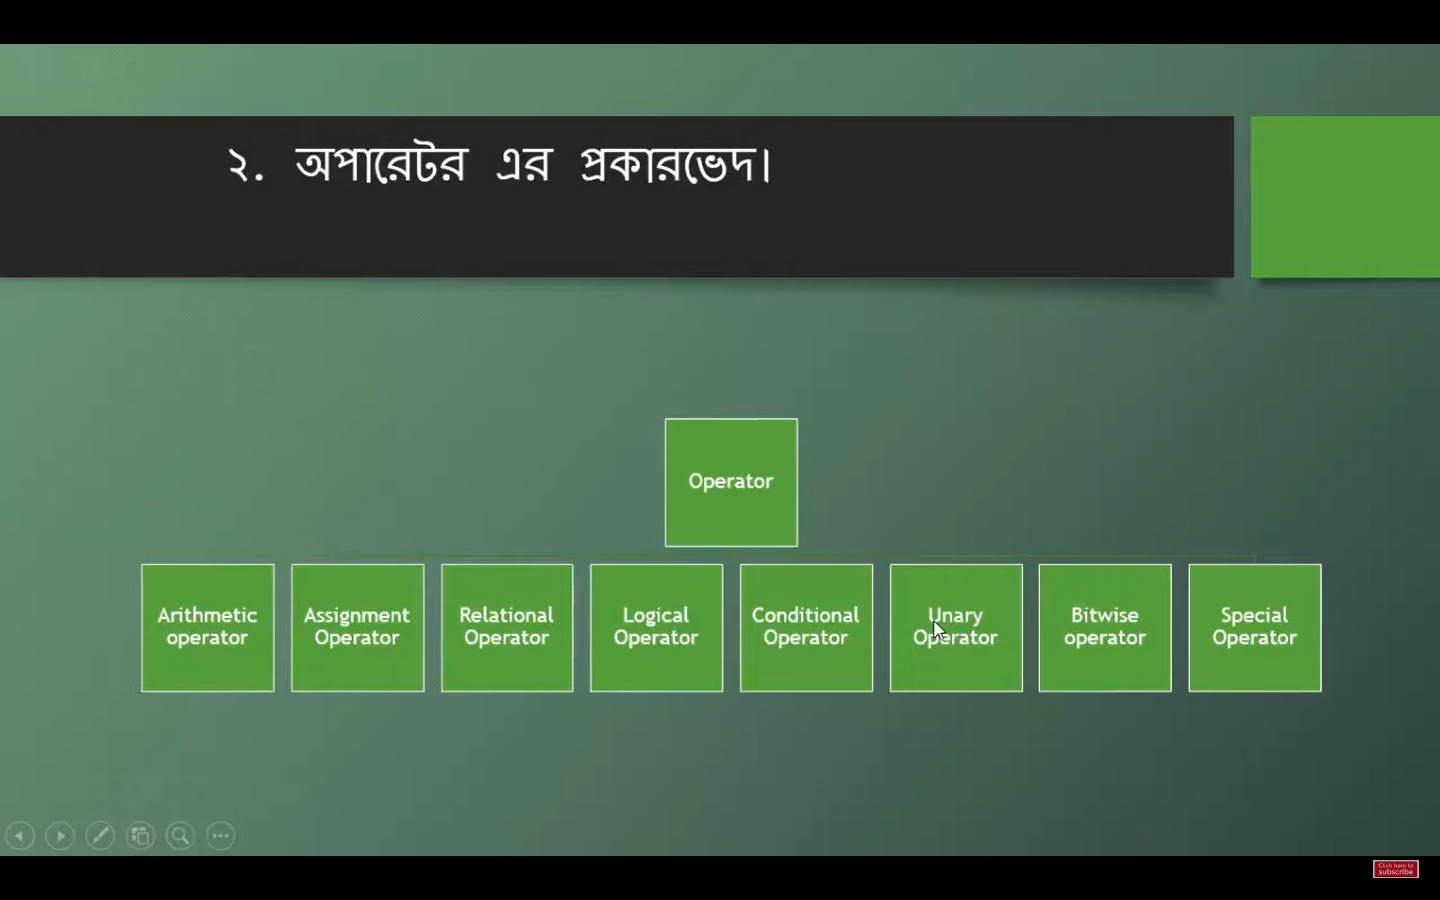 ২. অপারেটর এর প্রকারভেদ।
Operator
Arithmetic
operator
Assignment
Operator
Relational
Operator
Logical
Operator
Conditional
Operator
Unary
Operator
Bitwise
operator
Special
Operator
Click here to
subscribe